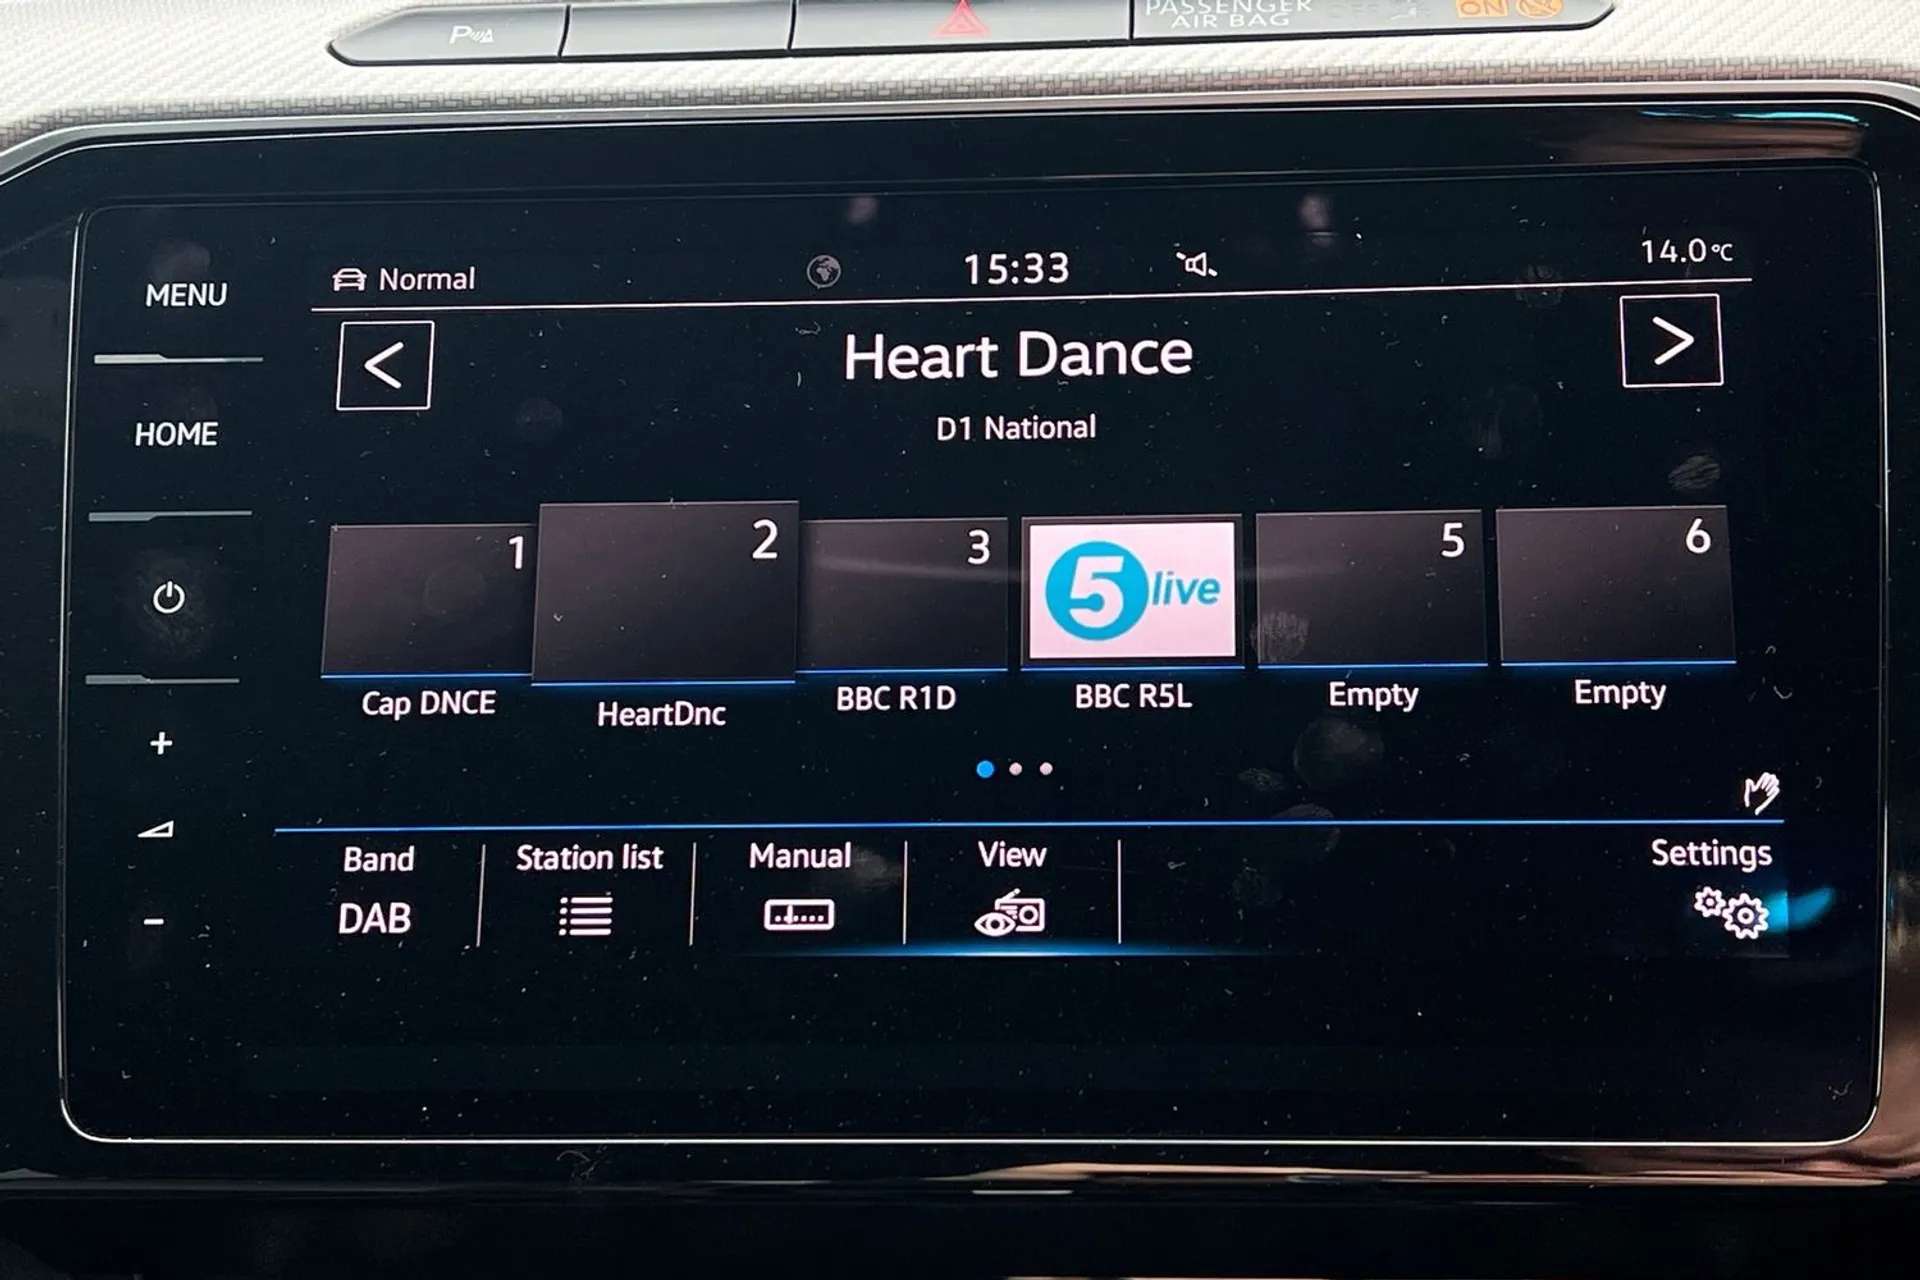 P
PASSENGER
AIR BAG
ON
MENU
HOME
+
-
Normal
15:33
14.0°C
<
Heart Dance
>
D1 National
1
2
3
5 live
5
6
Cap DNCE
HeartDnc
BBC R1D
BBC R5L
Empty
Empty
Band
DAB
Station list
Manual
View
Settings